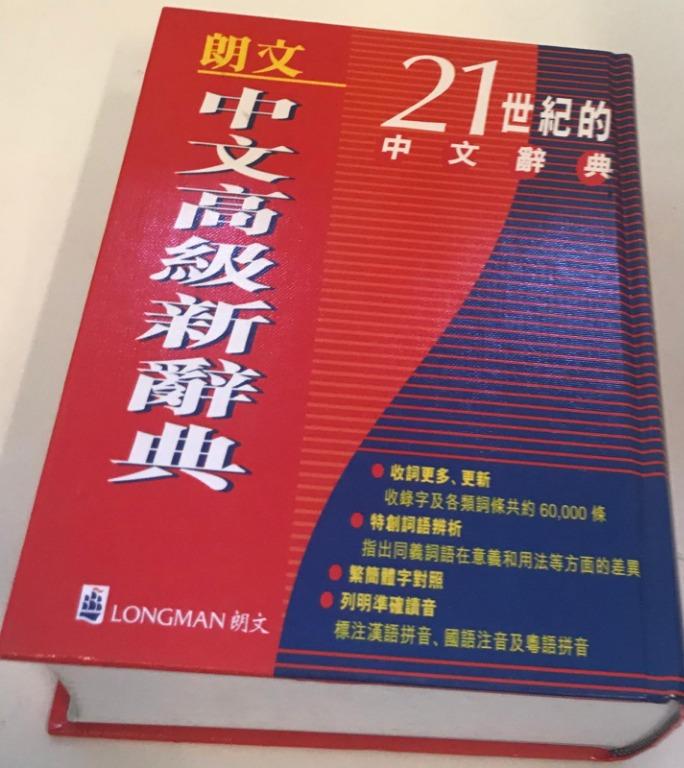 朗文
中文高級新辭典
21世紀的
中文辭典
收詞更多、更新
收錄字及各類詞條共約 60,000 條
特創詞語辨析
指出同義詞語在意義和用法等方面的差異
繁簡體字對照
列明準確讀音
標注漢語拼音、國語注音及粵語拼音
LONGMAN 朗文